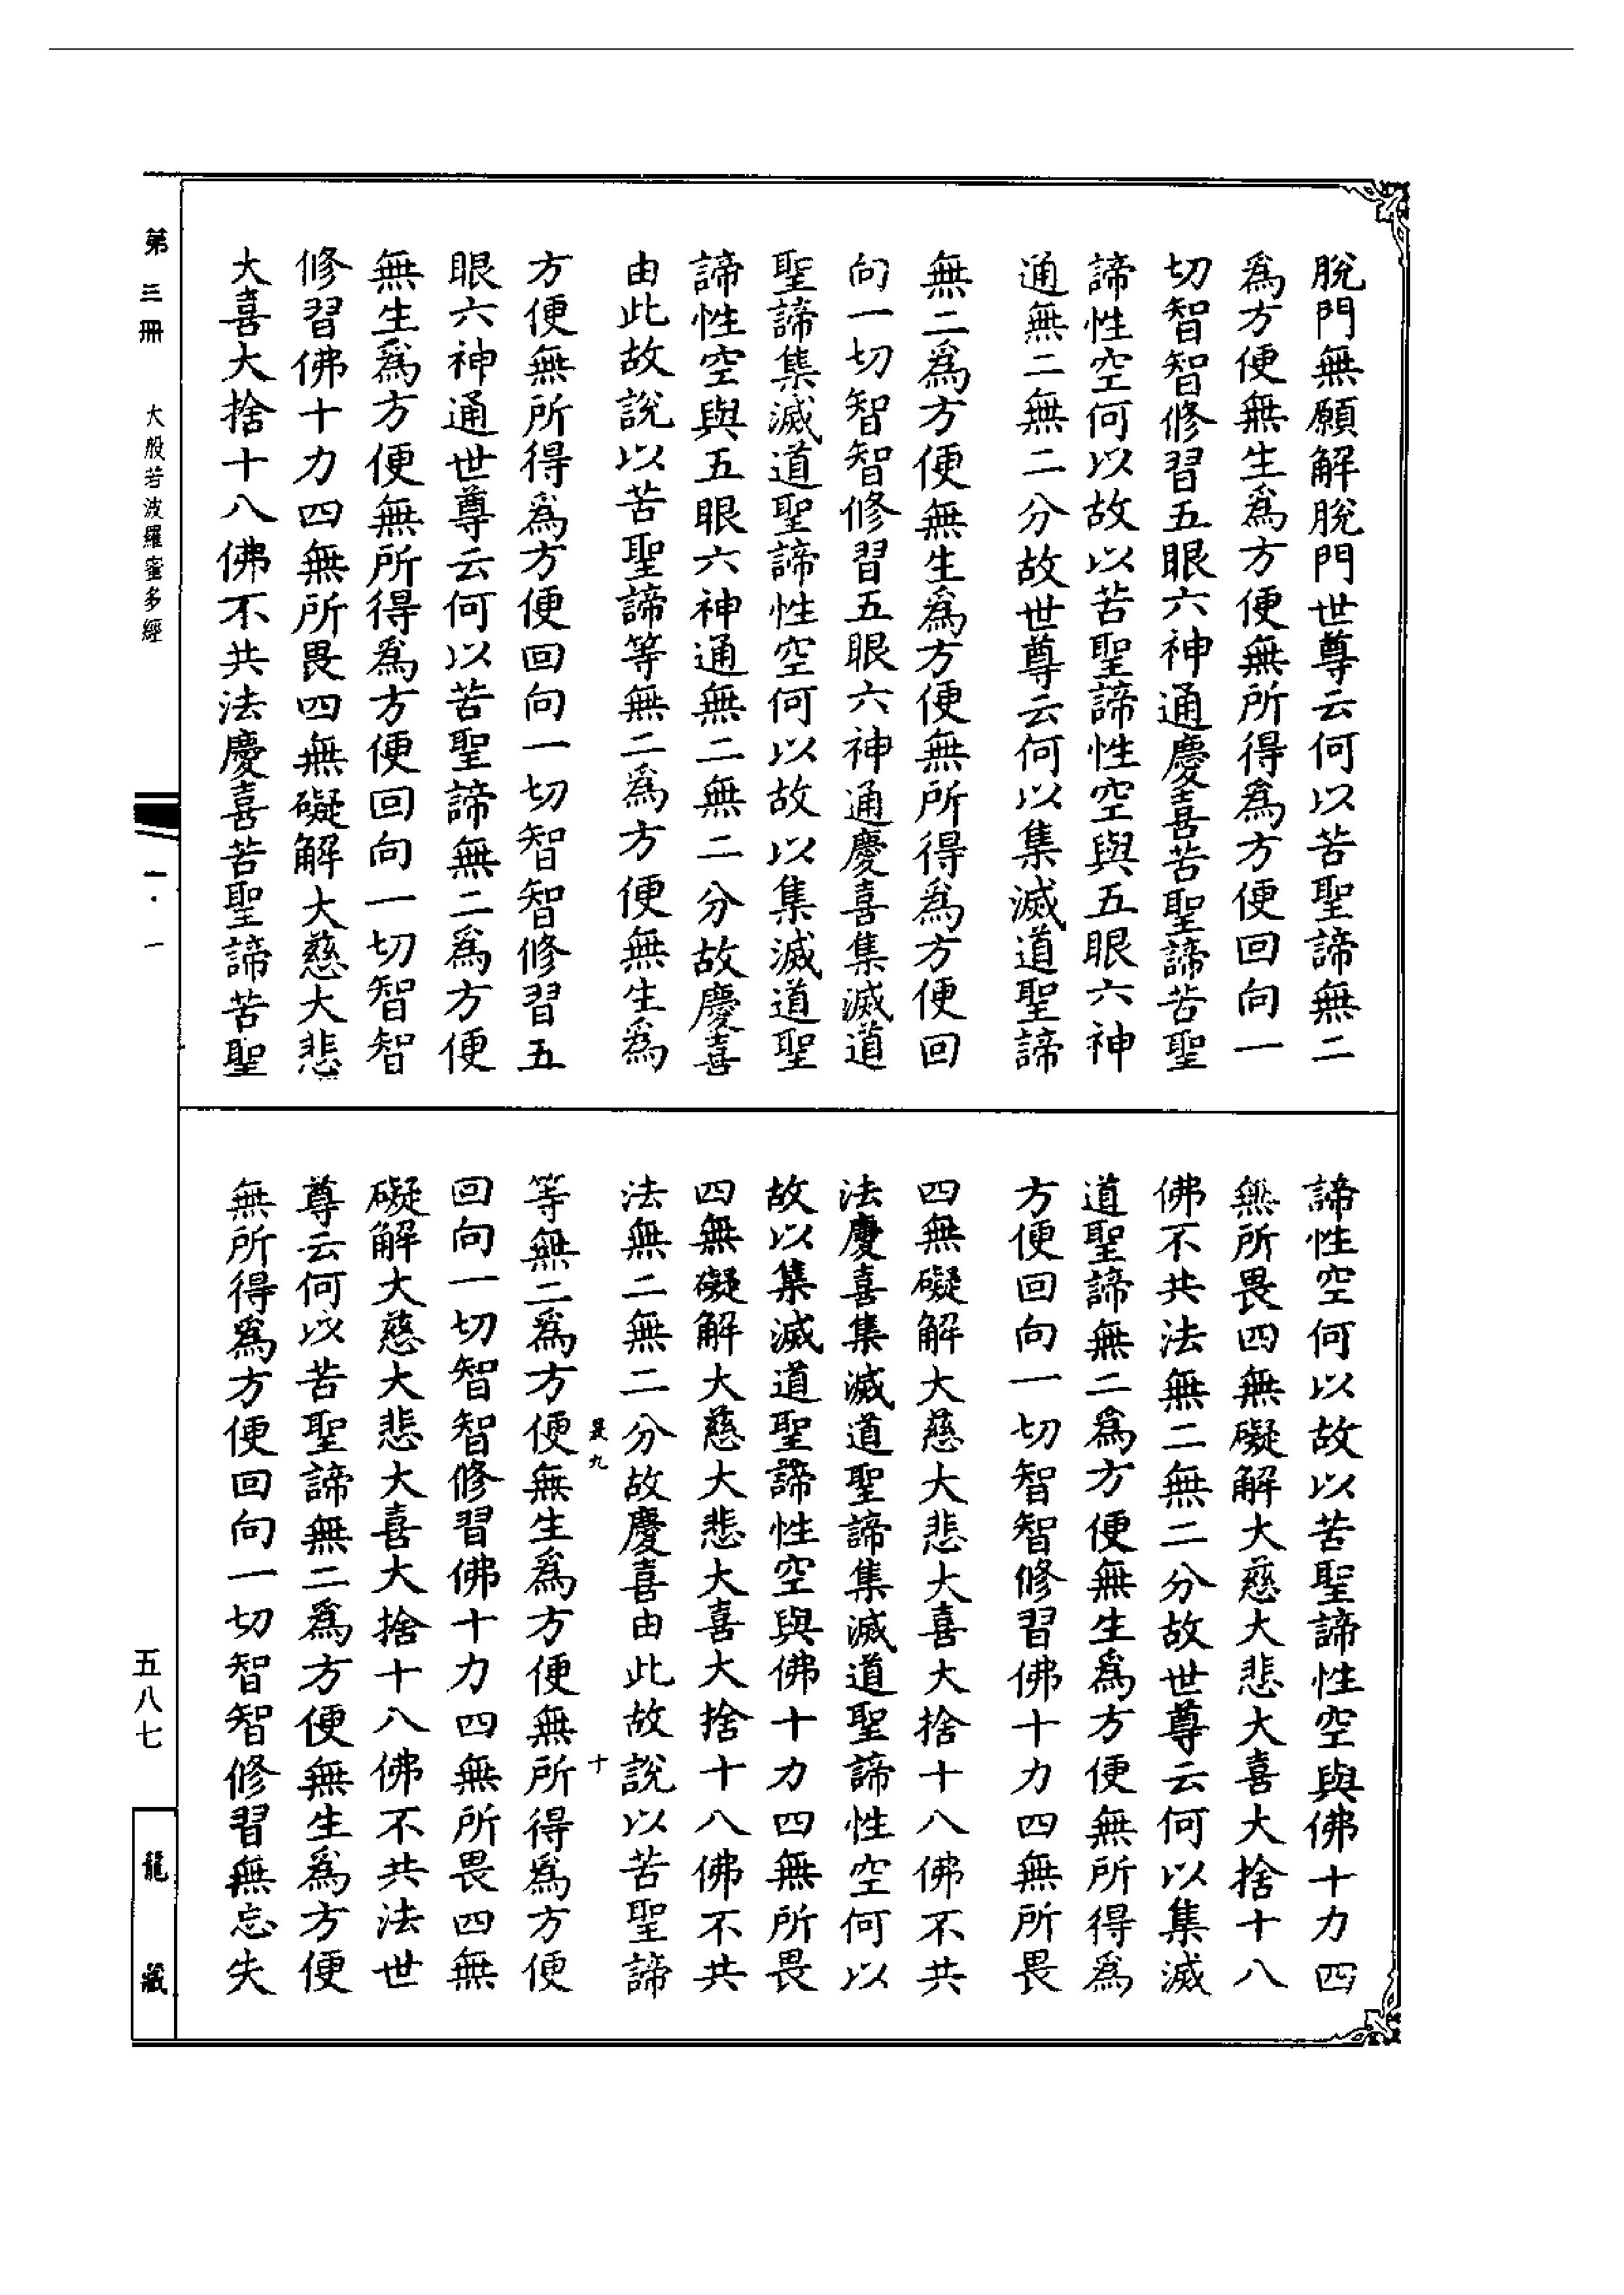 脫門無願解脫門世尊云何以苦聖諦無二
爲方便無生爲方便無所得爲方便回向一
切智智修習五眼六神通慶喜苦聖諦苦聖
諦性空何以故以苦聖諦性空與五眼六神
通無二無二分故世尊云何以集滅道聖諦
無二爲方便無生爲方便無所得爲方便回
向一切智智修習五眼六神通慶喜集滅道
聖諦集滅道聖諦性空何以故以集滅道聖
諦性空與五眼六神通無二無二分故慶喜
由此故說以苦聖諦等無二爲方便無生爲
方便無所得爲方便回向一切智智修習五
眼六神通世尊云何以苦聖諦無二爲方便
無生爲方便無所得爲方便回向一切智智
修習佛十力四無所畏四無礙解大慈大悲
大喜大捨十八佛不共法慶喜苦聖諦苦聖
諦性空何以故以苦聖諦性空與佛十力四
無所畏四無礙解大慈大悲大喜大捨十八
佛不共法無二無二分故世尊云何以集滅
道聖諦無二爲方便無生爲方便無所得爲
方便回向一切智智修習佛十力四無所畏
四無礙解大慈大悲大喜大捨十八佛不共
法慶喜集滅道聖諦集滅道聖諦性空何以
故以集滅道聖諦性空與佛十力四無所畏
四無礙解大慈大悲大喜大捨十八佛不共
法無二無二分故慶喜由此故說以苦聖諦
九 十
等無二爲方便無生爲方便無所得爲方便
回向一切智智修習佛十力四無所畏四無
礙解大慈大悲大喜大捨十八佛不共法世
尊云何以苦聖諦無二爲方便無生爲方便
無所得爲方便回向一切智智修習無忘失
第三冊 大般若波羅蜜多經 一·一
五八七
龍藏